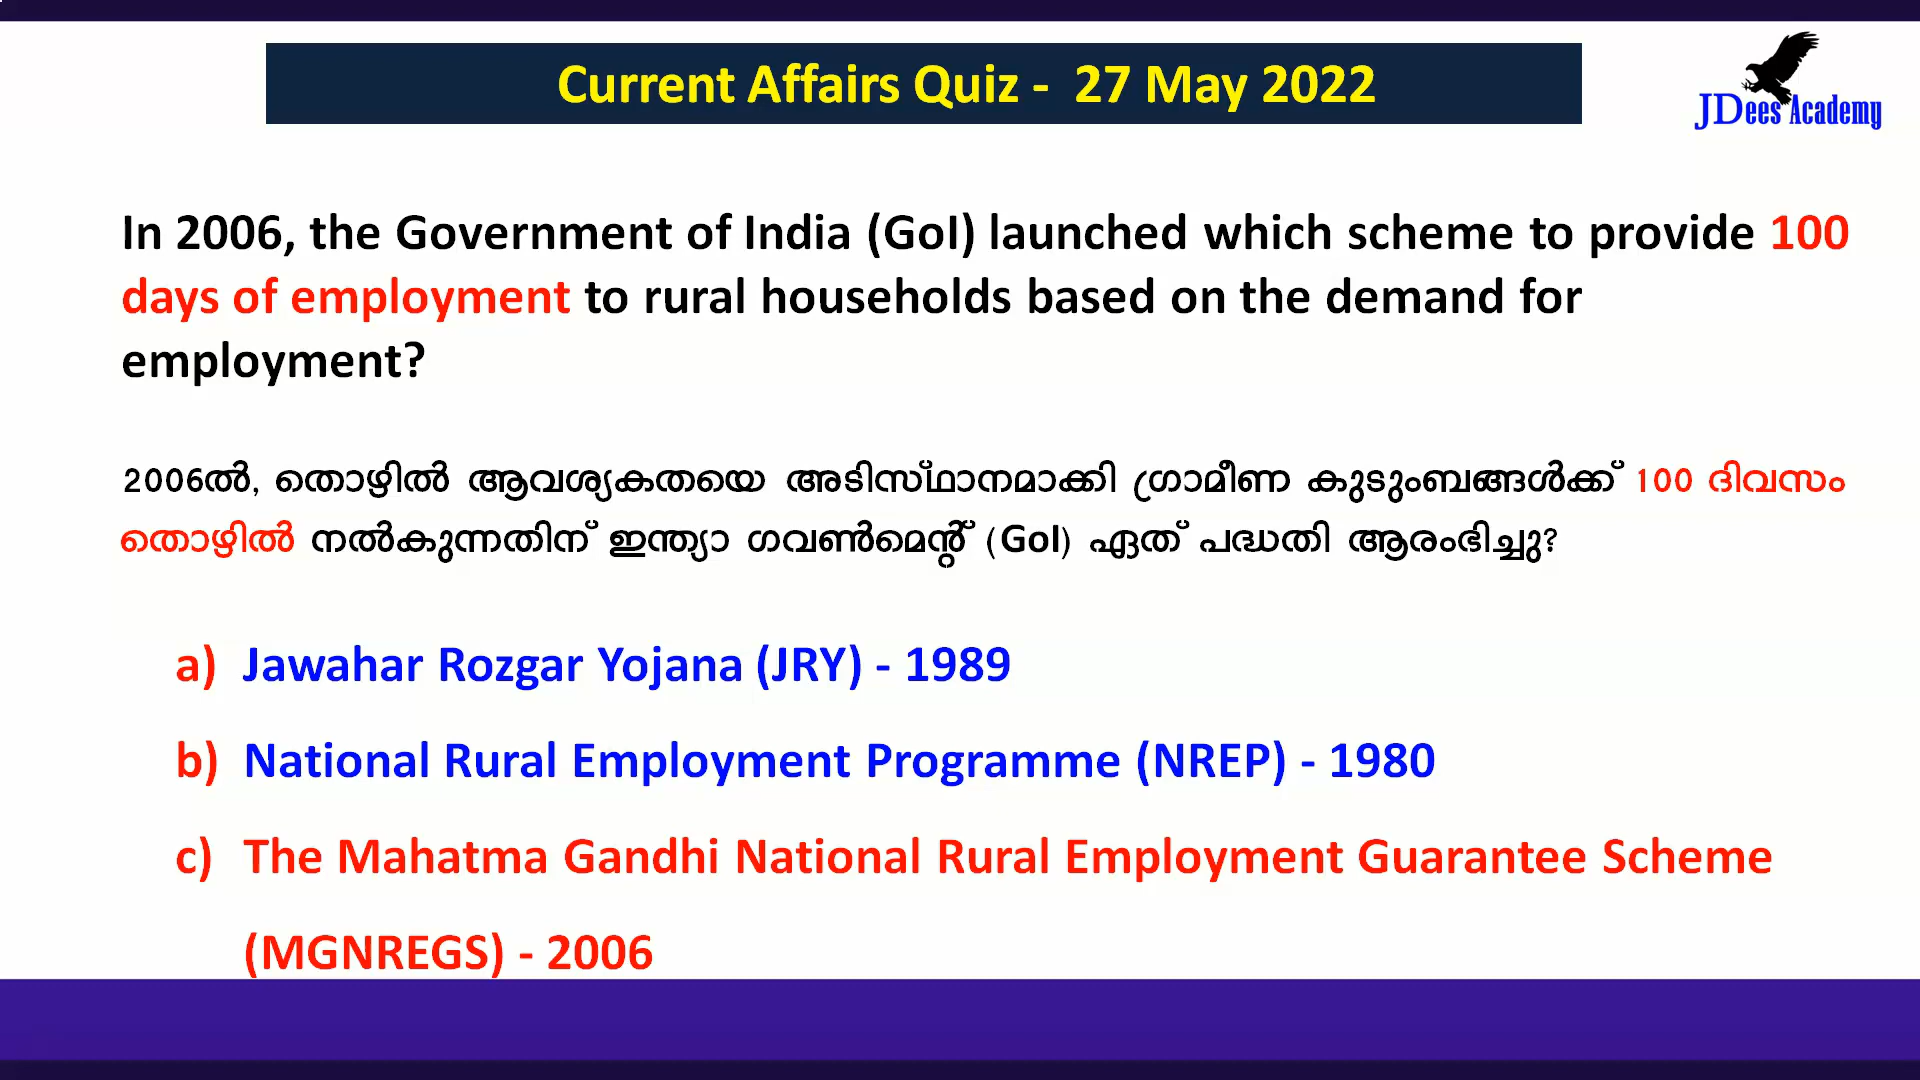 Current Affairs Quiz - 27 May 2022
JDees Academy
In 2006, the Government of India (GoI) launched which scheme to provide 100
days of employment to rural households based on the demand for
employment?
2006ൽ, തൊഴിൽ ആവശ്യകതയെ അടിസ്ഥാനമാക്കി ഗ്രാമീണ കുടുംബങ്ങൾക്ക് 100 ദിവസം
തൊഴിൽ നൽകുന്നതിന് ഇന്ത്യാ ഗവൺമെന്റ് (GoI) ഏത് പദ്ധതി ആരംഭിച്ചു?
a) Jawahar Rozgar Yojana (JRY) - 1989
b) National Rural Employment Programme (NREP) - 1980
c) The Mahatma Gandhi National Rural Employment Guarantee Scheme
(MGNREGS) - 2006